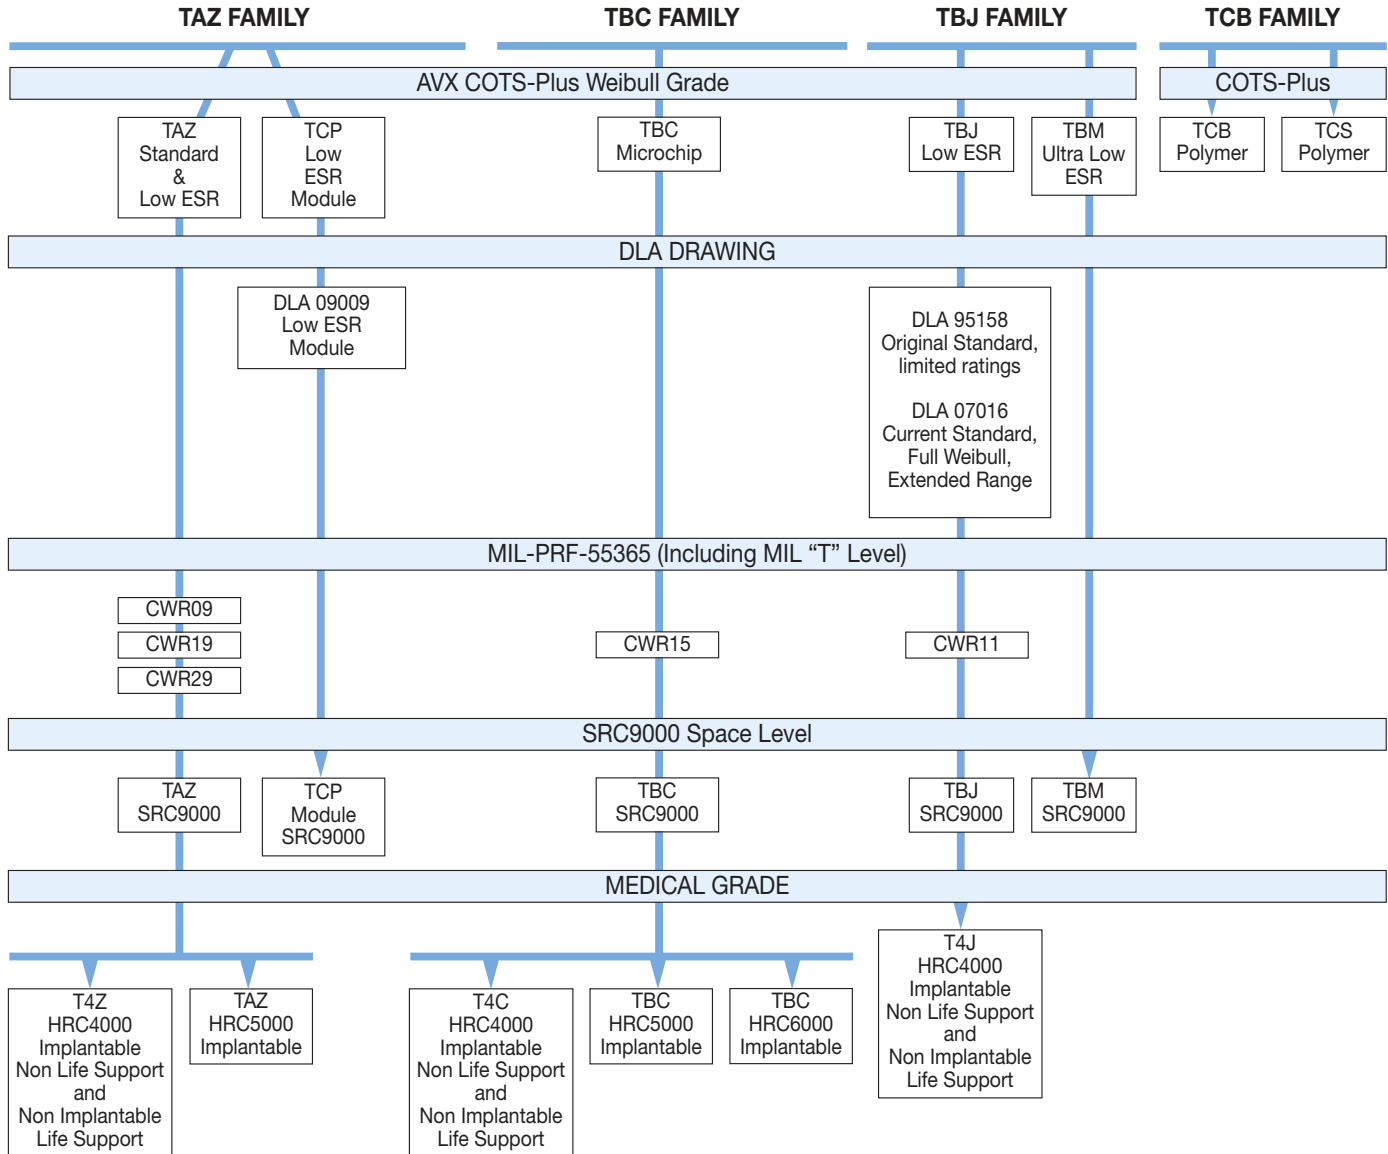 TAZ FAMILY
TBC FAMILY
TBJ FAMILY
TCB FAMILY
AVX COTS-Plus Weibull Grade
COTS-Plus
TAZ
Standard
&
Low ESR
TCP
Low
ESR
Module
TBC
Microchip
TBJ
Low ESR
TBM
Ultra Low
ESR
TCB
Polymer
TCS
Polymer
DLA DRAWING
DLA 09009
Low ESR
Module
DLA 95158
Original Standard,
limited ratings
DLA 07016
Current Standard,
Full Weibull,
Extended Range
MIL-PRF-55365 (Including MIL “T” Level)
CWR09
CWR19
CWR29
CWR15
CWR11
SRC9000 Space Level
TAZ
SRC9000
TCP
Module
SRC9000
TBC
SRC9000
TBJ
SRC9000
TBM
SRC9000
MEDICAL GRADE
T4Z
HRC4000
Implantable
Non Life Support
and
Non Implantable
Life Support
TAZ
HRC5000
Implantable
T4C
HRC4000
Implantable
Non Life Support
and
Non Implantable
Life Support
TBC
HRC5000
Implantable
TBC
HRC6000
Implantable
T4J
HRC4000
Implantable
Non Life Support
and
Non Implantable
Life Support